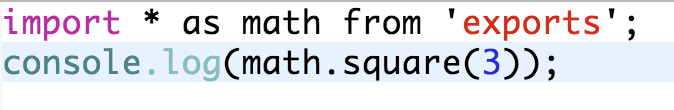 import * as math from 'exports';
console.log(math.square(3));